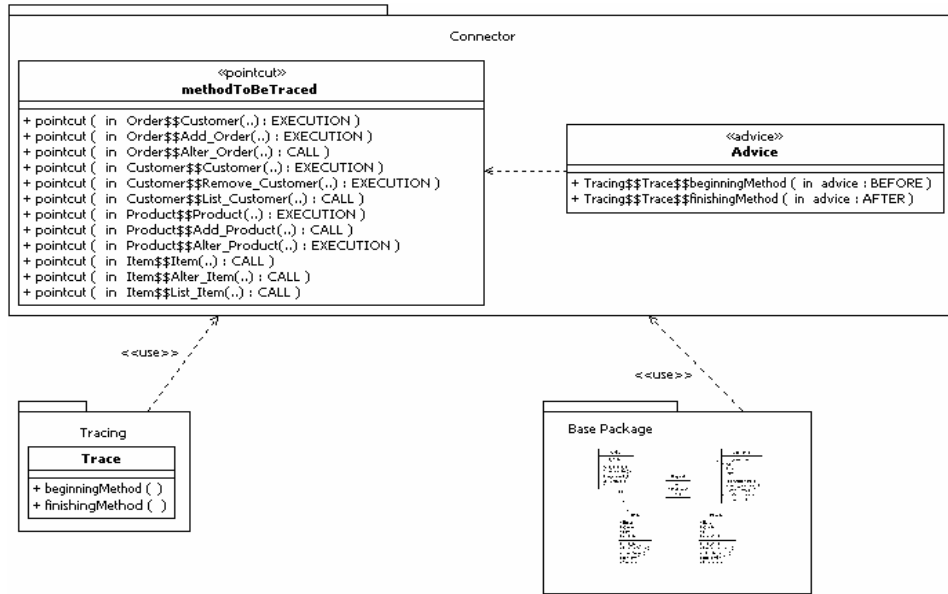 Connector
«pointcut»
methodToBeTraced
+ pointcut ( in Order$$Customer(..) : EXECUTION )
+ pointcut ( in Order$$Add_Order(..) : EXECUTION )
+ pointcut ( in Order$$Alter_Order(..) : CALL )
+ pointcut ( in Customer$$Customer(..) : EXECUTION )
+ pointcut ( in Customer$$Remove_Customer(..) : EXECUTION )
+ pointcut ( in Customer$$List_Customer(..) : CALL )
+ pointcut ( in Product$$Product(..) : EXECUTION )
+ pointcut ( in Product$$Add_Product(..) : CALL )
+ pointcut ( in Product$$Alter_Product(..) : EXECUTION )
+ pointcut ( in Item$$Item(..) : CALL )
+ pointcut ( in Item$$Alter_Item(..) : CALL )
+ pointcut ( in Item$$List_Item(..) : CALL )
«advice»
Advice
+ Tracing$$Trace$$beginningMethod ( in advice : BEFORE )
+ Tracing$$Trace$$finishingMethod ( in advice : AFTER )
<<use>>
<<use>>
Tracing
Trace
+ beginningMethod ( )
+ finishingMethod ( )
Base Package